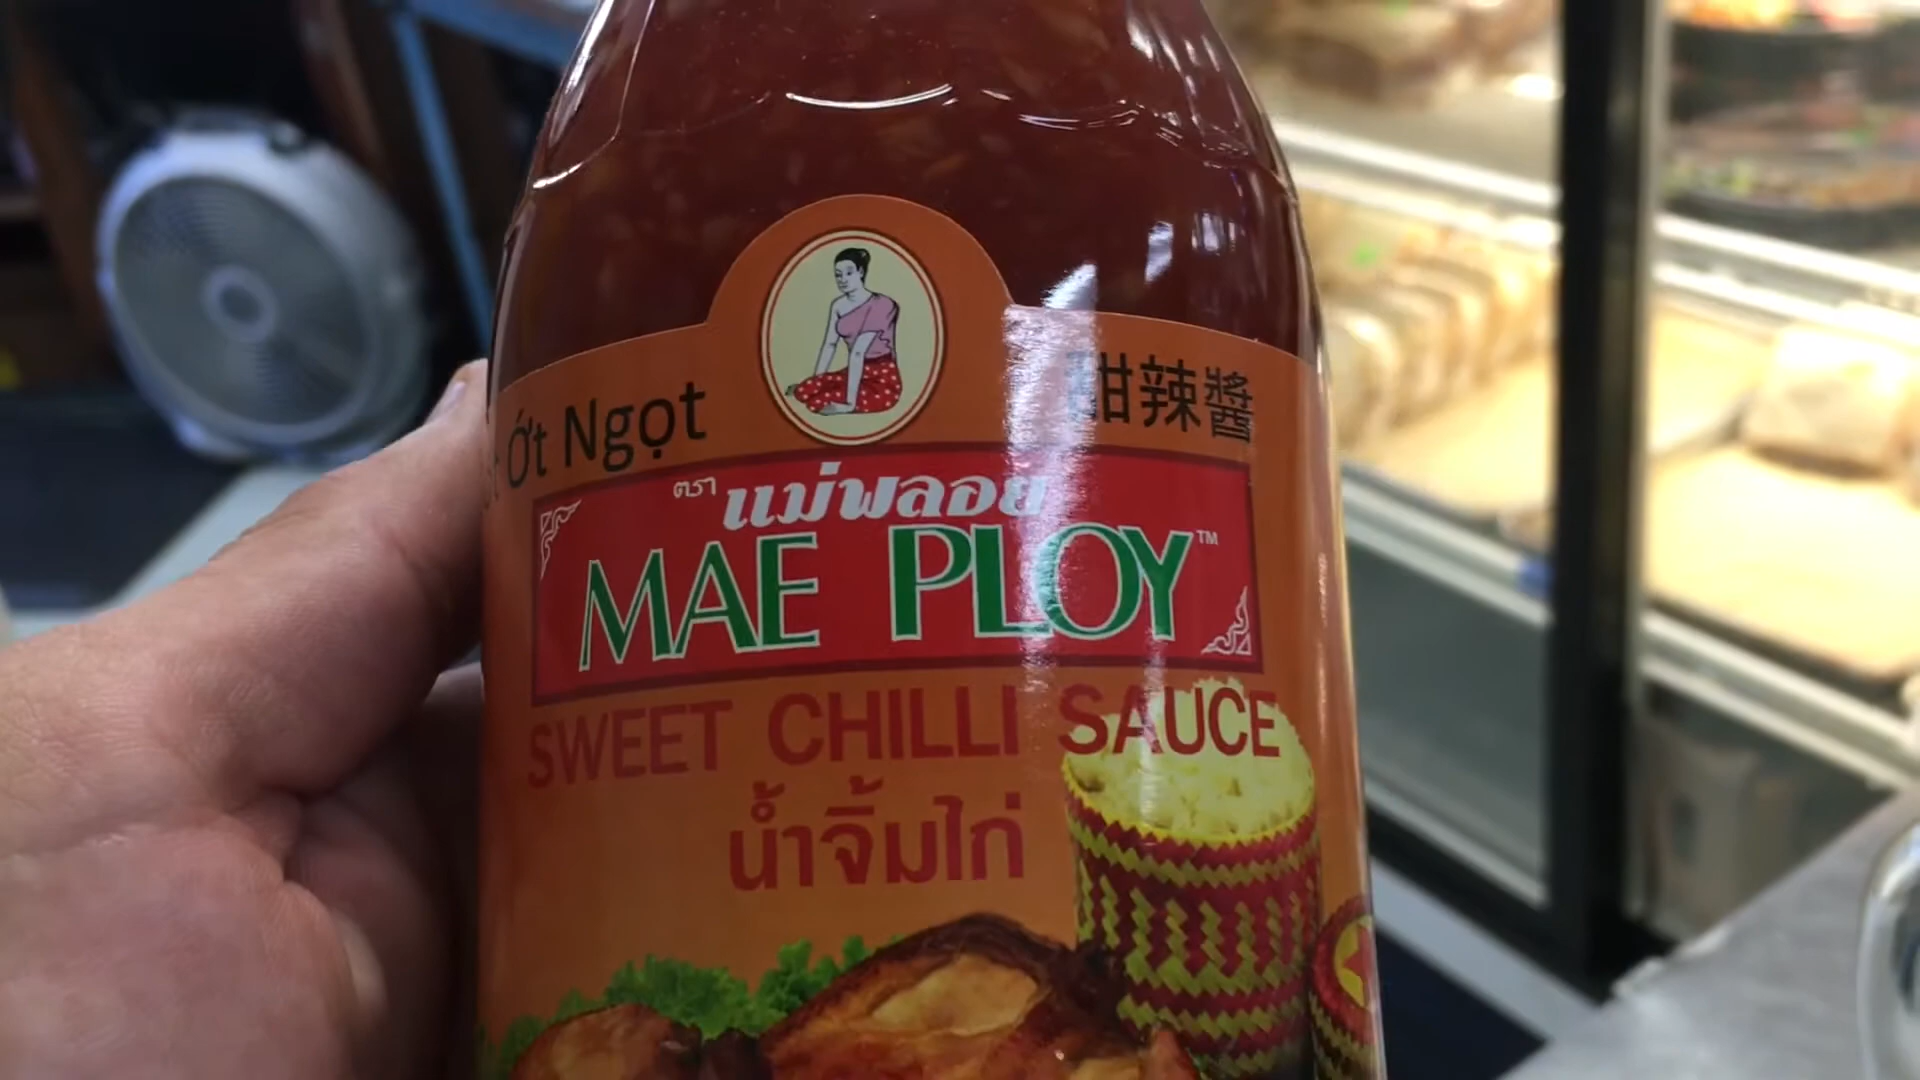 Ớt Ngọt
甜辣醬
ตรา แม่พลอย
MAE PLOY™
SWEET CHILLI SAUCE
น้ำจิ้มไก่